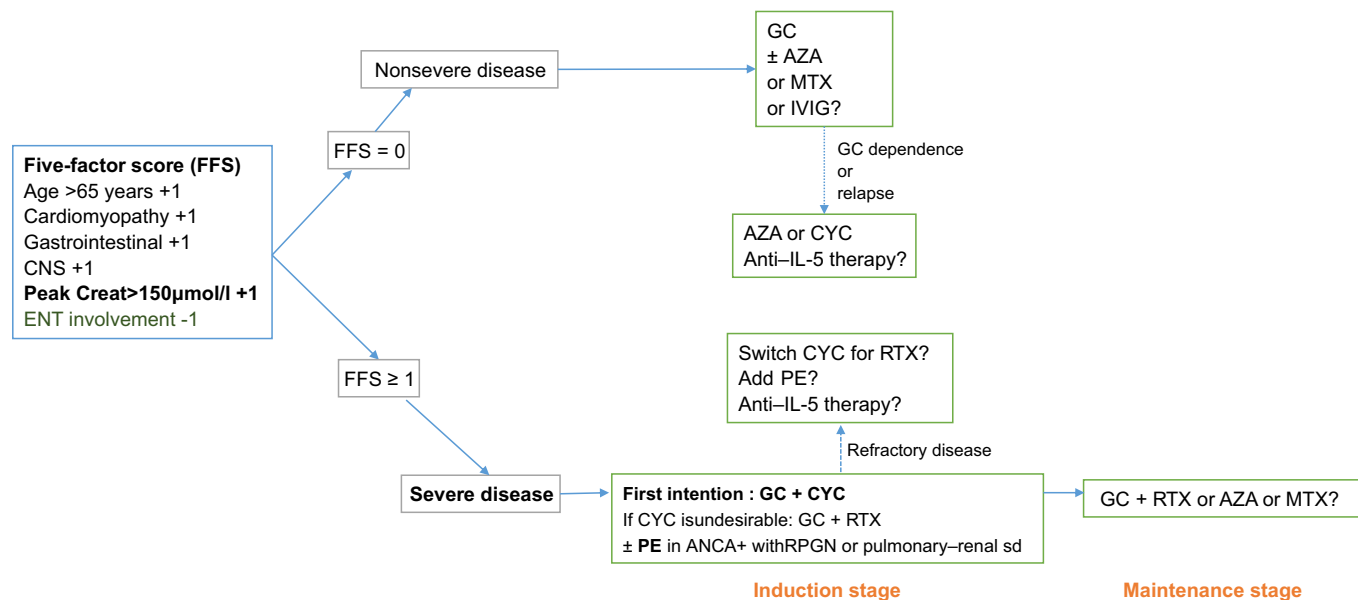 Five-factor score (FFS)
Age >65 years +1
Cardiomyopathy +1
Gastrointestinal +1
CNS +1
Peak Creat>150µmol/l +1
ENT involvement -1
FFS = 0
Nonsevere disease
GC
± AZA
or MTX
or IVIG?
GC dependence
or
relapse
AZA or CYC
Anti–IL-5 therapy?
FFS ≥ 1
Severe disease
Switch CYC for RTX?
Add PE?
Anti–IL-5 therapy?
Refractory disease
First intention : GC + CYC
If CYC isundesirable: GC + RTX
± PE in ANCA+ withRPGN or pulmonary–renal sd
GC + RTX or AZA or MTX?
Induction stage
Maintenance stage